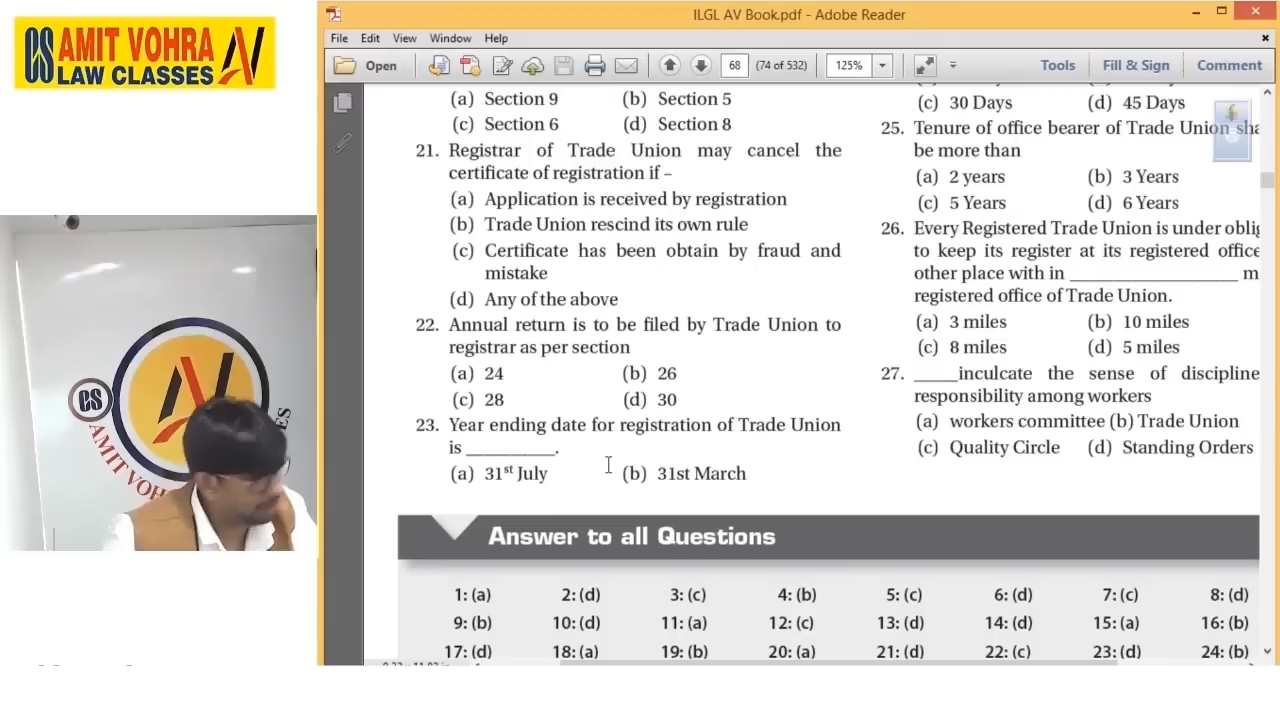 CS AMIT VOHRA
LAW CLASSES
ILGL AV Book.pdf - Adobe Reader
File Edit View Window Help
Open 68 (74 of 532) 125% Tools Fill & Sign Comment
(a) Section 9 (b) Section 5
(c) Section 6 (d) Section 8
21. Registrar of Trade Union may cancel the
certificate of registration if –
(a) Application is received by registration
(b) Trade Union rescind its own rule
(c) Certificate has been obtain by fraud and
mistake
(d) Any of the above
22. Annual return is to be filed by Trade Union to
registrar as per section
(a) 24 (b) 26
(c) 28 (d) 30
23. Year ending date for registration of Trade Union
is __________.
(a) 31st July (b) 31st March
(c) 30 Days (d) 45 Days
25. Tenure of office bearer of Trade Union sha
be more than
(a) 2 years (b) 3 Years
(c) 5 Years (d) 6 Years
26. Every Registered Trade Union is under oblig
to keep its register at its registered office
other place with in ___________________ m
registered office of Trade Union.
(a) 3 miles (b) 10 miles
(c) 8 miles (d) 5 miles
27. _____inculcate the sense of discipline
responsibility among workers
(a) workers committee (b) Trade Union
(c) Quality Circle (d) Standing Orders
Answer to all Questions
1: (a) 2: (d) 3: (c) 4: (b) 5: (c) 6: (d) 7: (c) 8: (d)
9: (b) 10: (d) 11: (a) 12: (c) 13: (d) 14: (d) 15: (a) 16: (b)
17: (d) 18: (a) 19: (b) 20: (a) 21: (d) 22: (c) 23: (d) 24: (b)
CS
AMIT VOH
ES